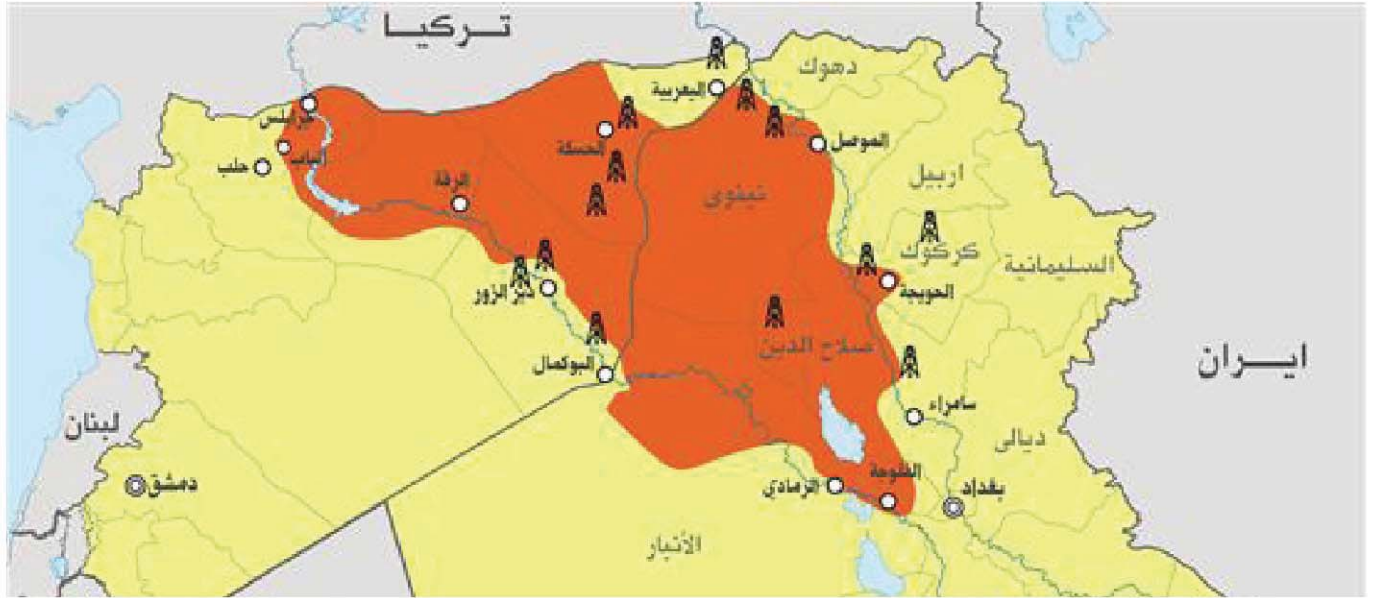 تركيا
دهوك
اليعربية
جرابلس
الموصل
الحسكة
الباب
حلب
اربيل
الرقة
نينوى
كركوك
السليمانية
الحويجة
دير الزور
صلاح الدين
ايران
البوكمال
سامراء
لبنان
ديالى
الفلوجة
دمشق
الرمادي
بغداد
الأنبار